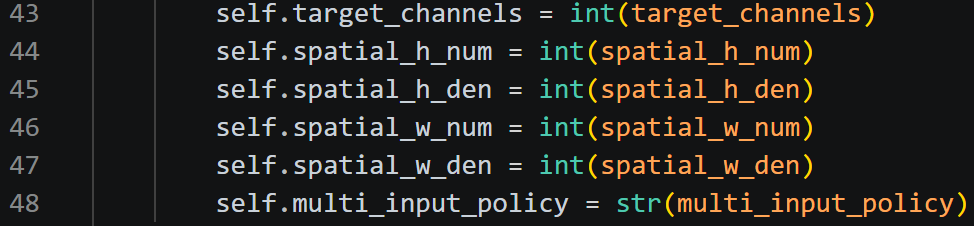 43 self.target_channels = int(target_channels)
44 self.spatial_h_num = int(spatial_h_num)
45 self.spatial_h_den = int(spatial_h_den)
46 self.spatial_w_num = int(spatial_w_num)
47 self.spatial_w_den = int(spatial_w_den)
48 self.multi_input_policy = str(multi_input_policy)